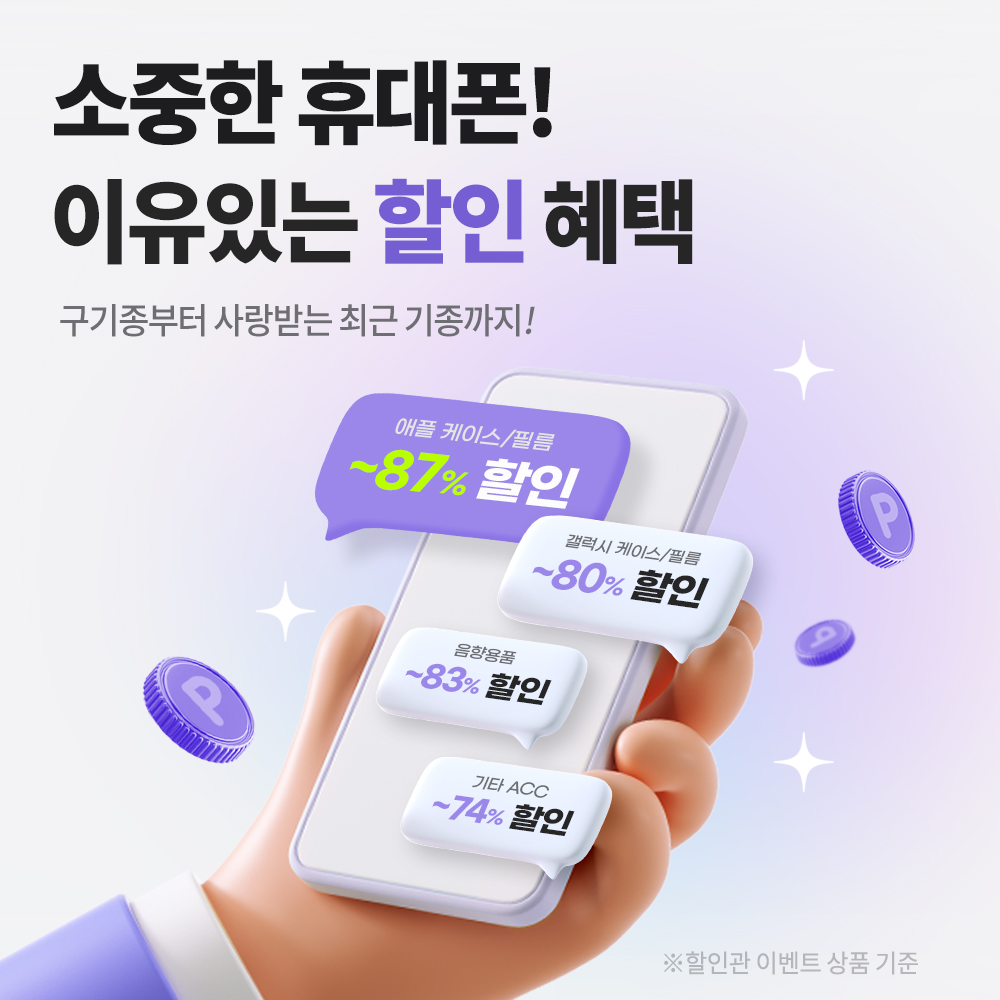 소중한 휴대폰!
이유있는 할인 혜택
구기종부터 사랑받는 최근 기종까지!
애플 케이스/필름
~87% 할인
갤럭시 케이스/필름
~80% 할인
음향용품
~83% 할인
기타 ACC
~74% 할인
P
P
P
※할인관 이벤트 상품 기준